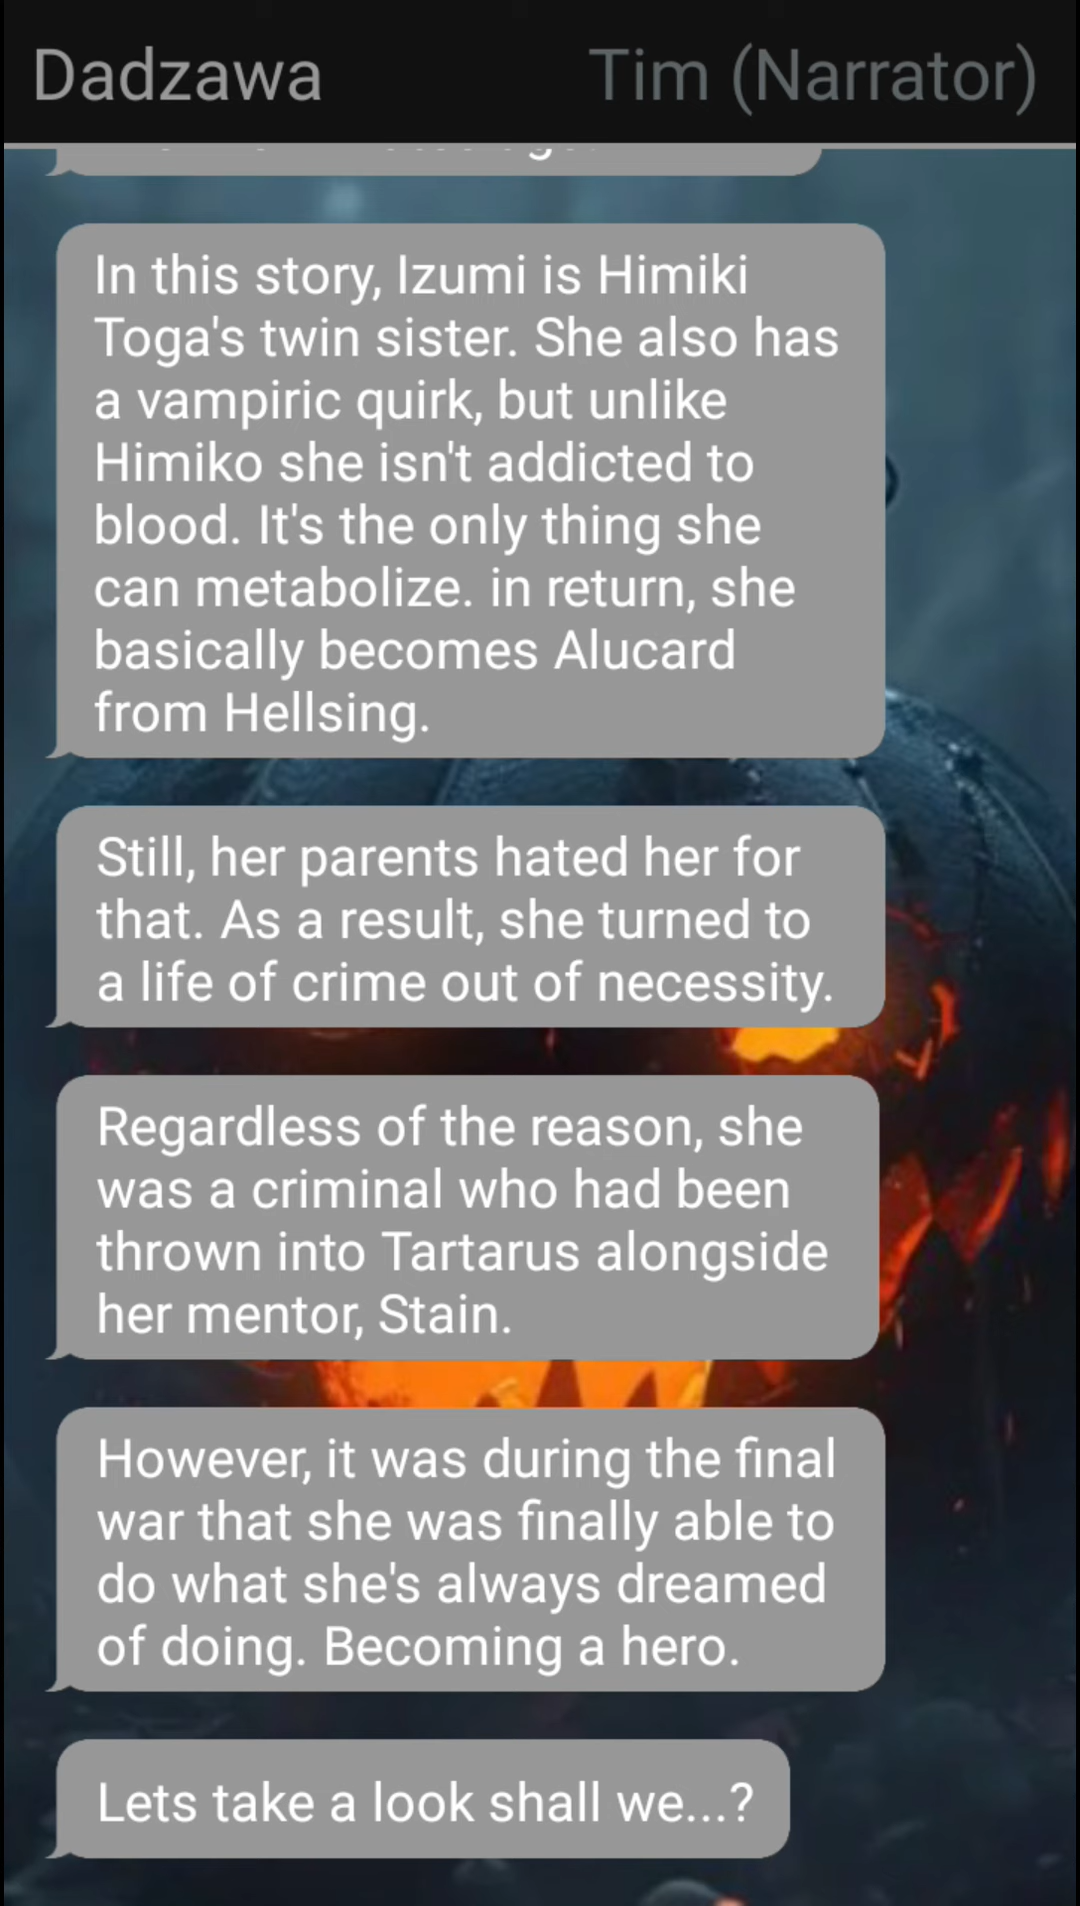 Dadzawa
Tim (Narrator)
In this story, Izumi is Himiki
Toga's twin sister. She also has
a vampiric quirk, but unlike
Himiko she isn't addicted to
blood. It's the only thing she
can metabolize. in return, she
basically becomes Alucard
from Hellsing.
Still, her parents hated her for
that. As a result, she turned to
a life of crime out of necessity.
Regardless of the reason, she
was a criminal who had been
thrown into Tartarus alongside
her mentor, Stain.
However, it was during the final
war that she was finally able to
do what she's always dreamed
of doing. Becoming a hero.
Lets take a look shall we...?